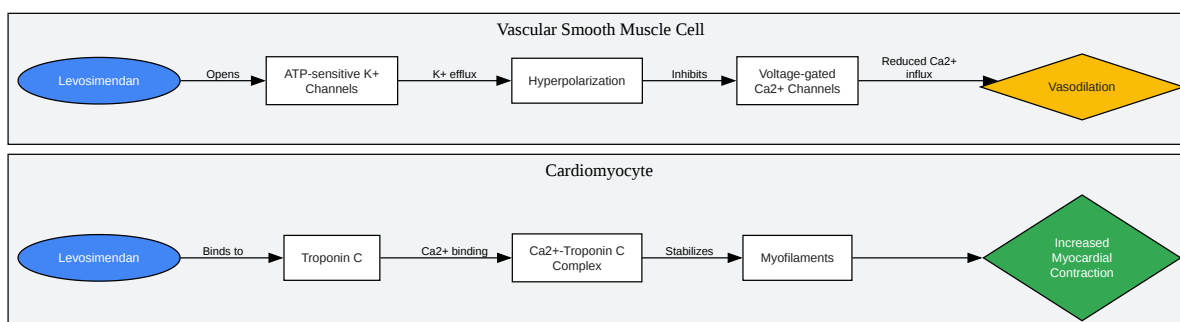 Vascular Smooth Muscle Cell
Levosimendan
Opens
ATP-sensitive K+
Channels
K+ efflux
Hyperpolarization
Inhibits
Voltage-gated
Ca2+ Channels
Reduced Ca2+
influx
Vasodilation
Cardiomyocyte
Levosimendan
Binds to
Troponin C
Ca2+ binding
Ca2+-Troponin C
Complex
Stabilizes
Myofilaments
Increased
Myocardial
Contraction